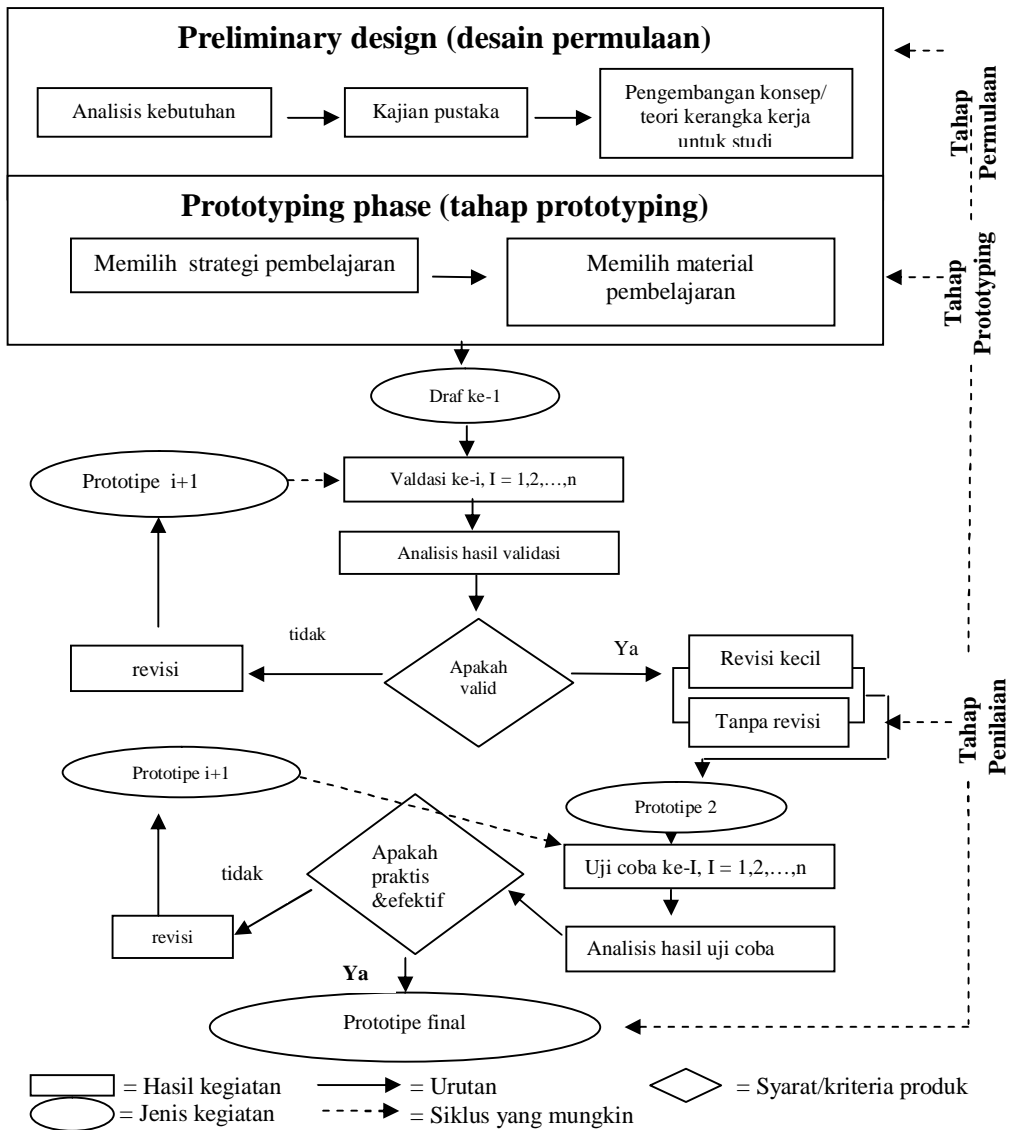 Preliminary design (desain permulaan)
Analisis kebutuhan
Kajian pustaka
Pengembangan konsep/
teori kerangka kerja
untuk studi
Tahap
Permulaan
Prototyping phase (tahap prototyping)
Memilih strategi pembelajaran
Memilih material
pembelajaran
Tahap
Prototyping
Draf ke-1
Prototipe i+1
Valdasi ke-i, I = 1,2,…,n
Analisis hasil validasi
tidak
Ya
revisi
Apakah
valid
Revisi kecil
Tanpa revisi
Tahap
Penilaian
Prototipe i+1
Prototipe 2
Apakah
praktis
&efektif
Uji coba ke-I, I = 1,2,…,n
tidak
revisi
Analisis hasil uji coba
Ya
Prototipe final
= Hasil kegiatan
= Urutan
= Syarat/kriteria produk
= Jenis kegiatan
= Siklus yang mungkin